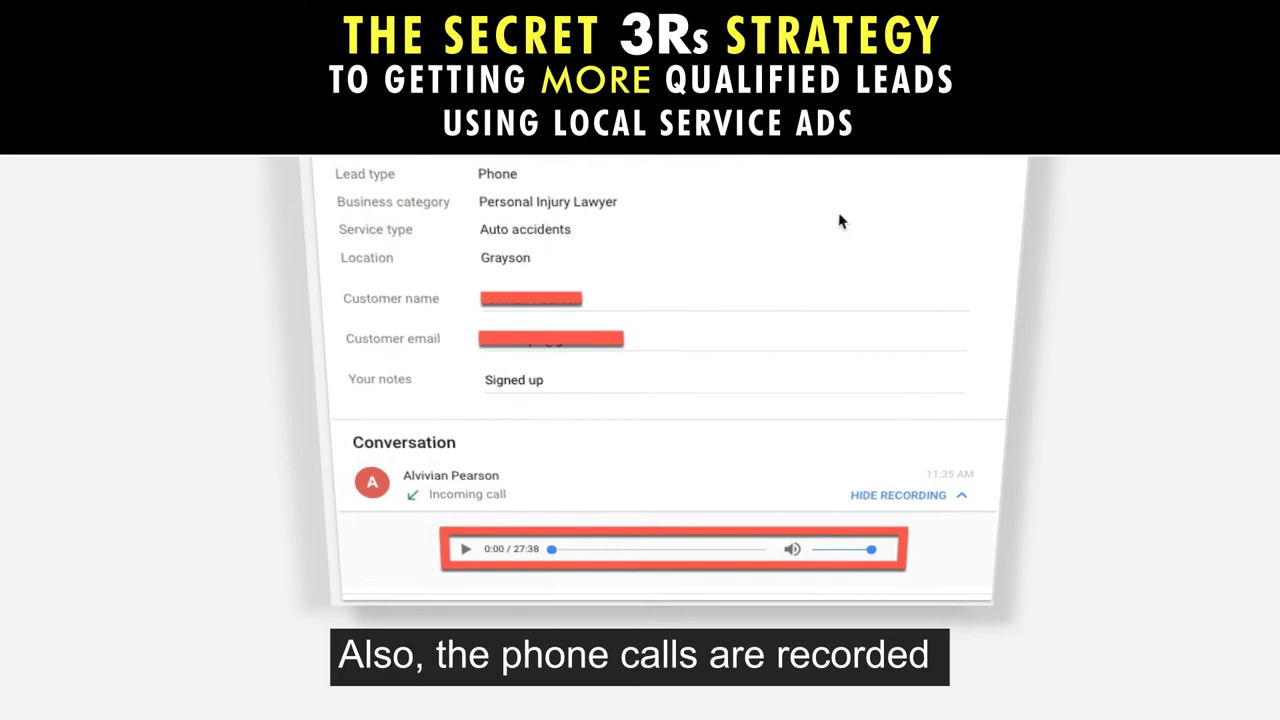 THE SECRET 3Rs STRATEGY
TO GETTING MORE QUALIFIED LEADS
USING LOCAL SERVICE ADS
Lead type Phone
Business category Personal Injury Lawyer
Service type Auto accidents
Location Grayson
Customer name
Customer email
Your notes Signed up
Conversation
A Alvivian Pearson 11:35 AM
Incoming call HIDE RECORDING
0:00 / 27:38
Also, the phone calls are recorded